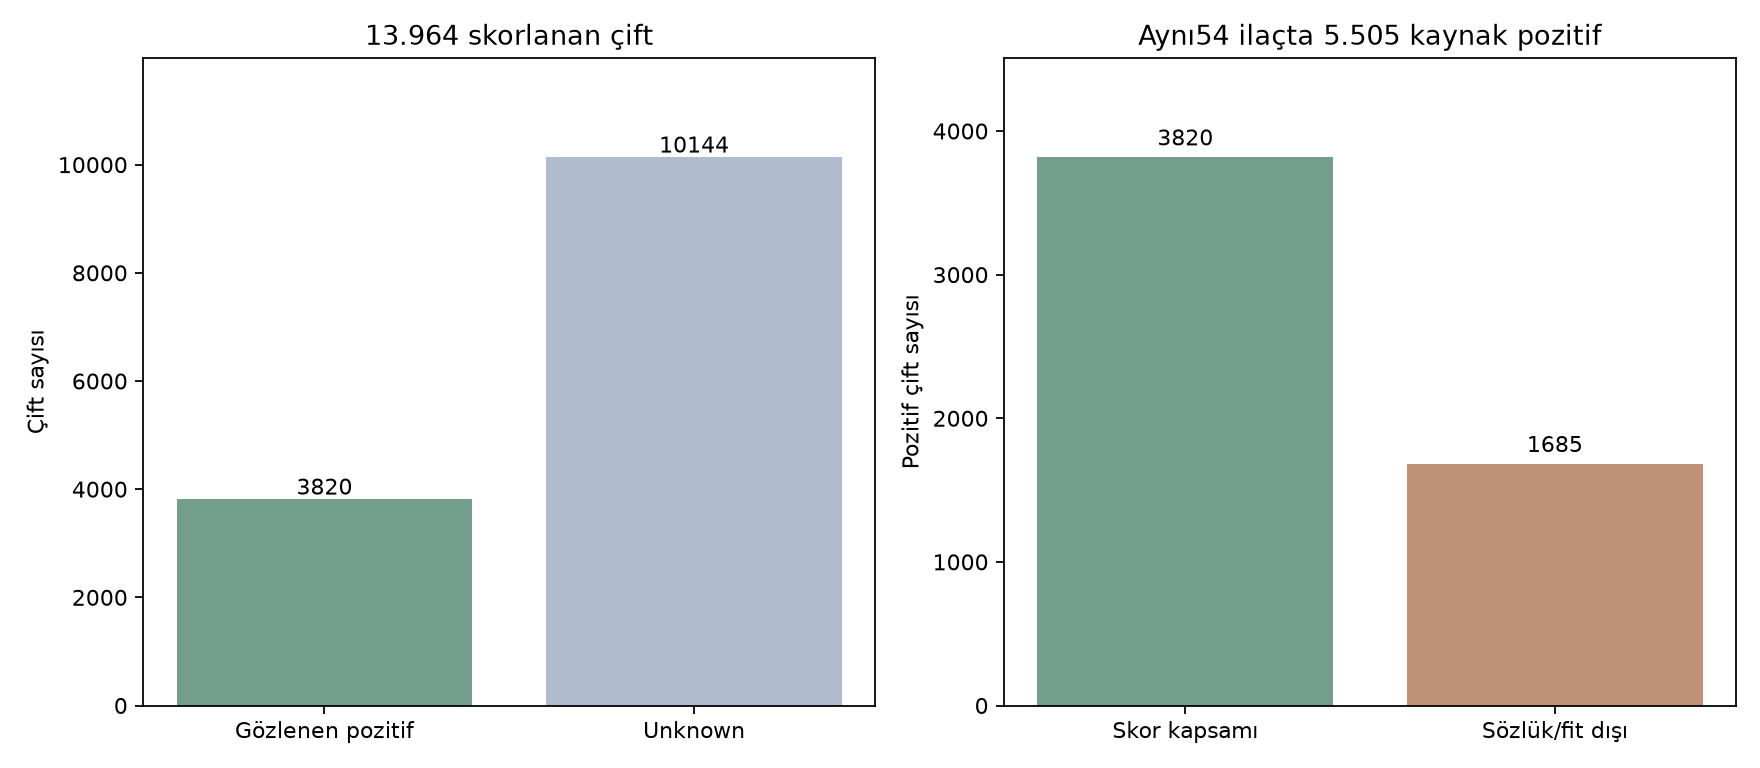 13.964 skorlanan çift
Çift sayısı
10000
8000
6000
4000
2000
0
3820
10144
Gözlenen pozitif
Unknown
Aynı54 ilaçta 5.505 kaynak pozitif
Pozitif çift sayısı
4000
3000
2000
1000
0
3820
1685
Skor kapsamı
Sözlük/fit dışı